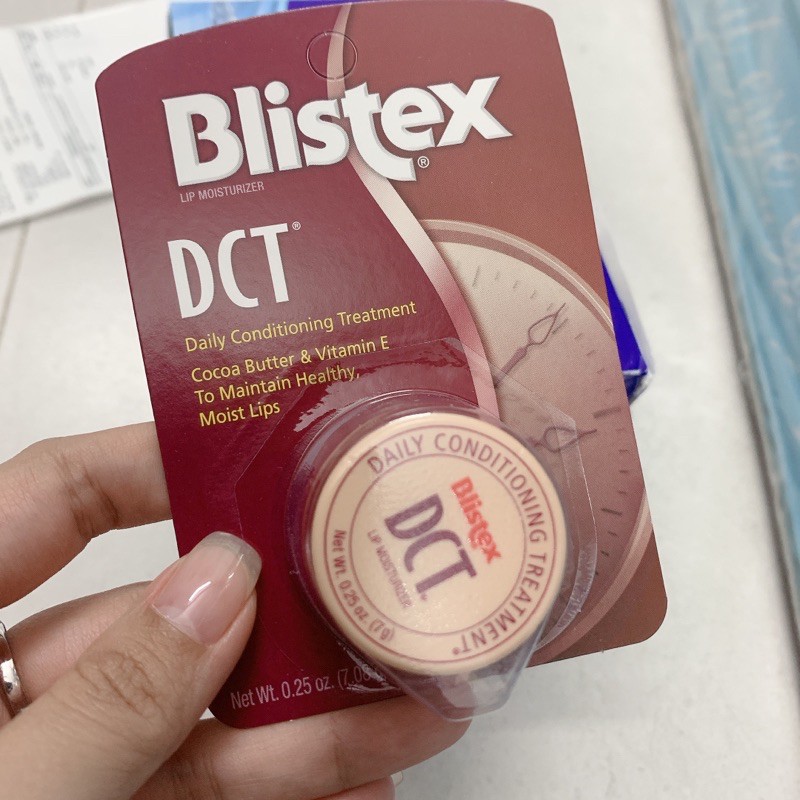 Blistex®
LIP MOISTURIZER
DCT®
Daily Conditioning Treatment
Cocoa Butter & Vitamin E
To Maintain Healthy,
Moist Lips
DAILY CONDITIONING TREATMENT®
Blistex
DCT®
LIP MOISTURIZER
Net Wt. 0.25 oz. (7g)
Net Wt. 0.25 oz.